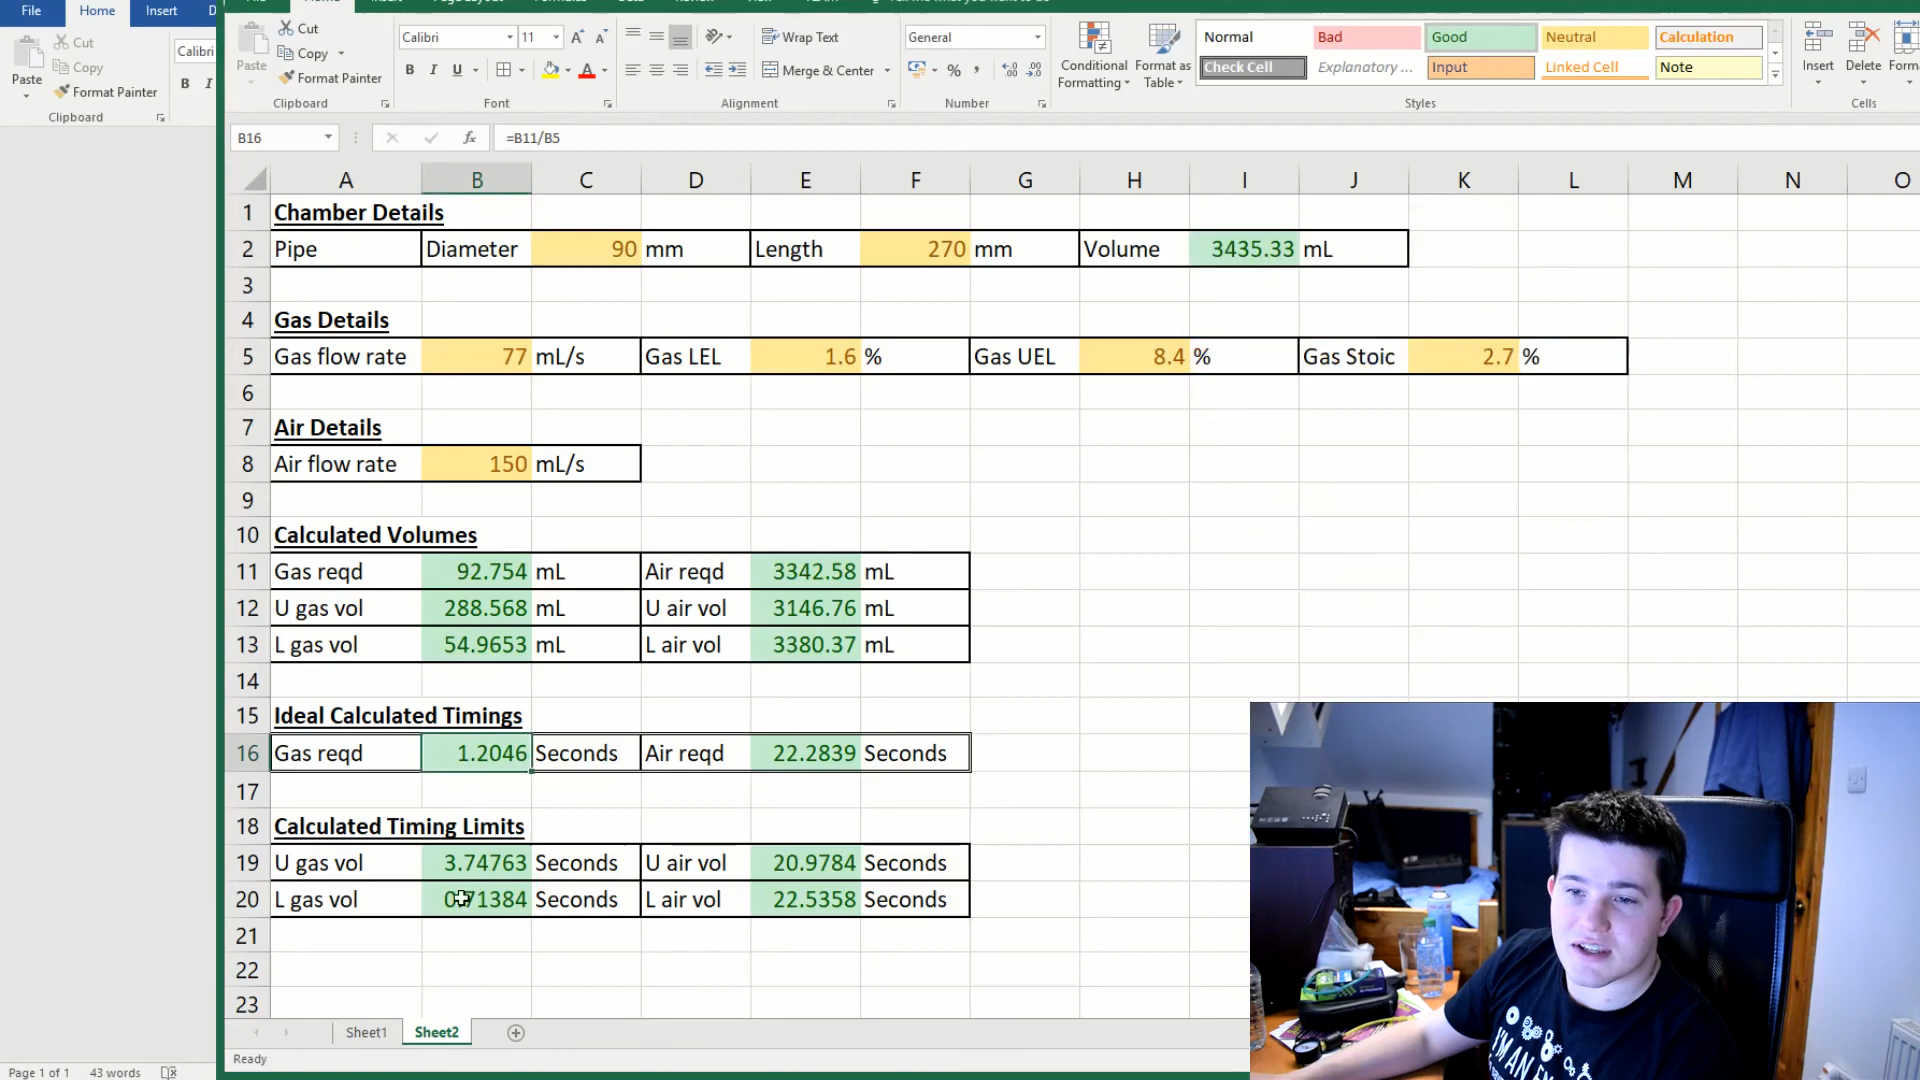 File Home Insert
Cut
Copy
Format Painter
Paste
Clipboard
Calibri
B I
Cut
Copy
Format Painter
Paste
Clipboard
Calibri 11 A A
B I U A
Font
Wrap Text
Merge & Center
Alignment
General
% ,
Number
Conditional Formatting
Format as Table
Normal Bad Good Neutral Calculation
Check Cell Explanatory ... Input Linked Cell Note
Styles
Insert Delete
Cells
B16 fx =B11/B5
A B C D E F G H I J K L M N O
1 Chamber Details
2 Pipe Diameter 90 mm Length 270 mm Volume 3435.33 mL
3
4 Gas Details
5 Gas flow rate 77 mL/s Gas LEL 1.6 % Gas UEL 8.4 % Gas Stoic 2.7 %
6
7 Air Details
8 Air flow rate 150 mL/s
9
10 Calculated Volumes
11 Gas reqd 92.754 mL Air reqd 3342.58 mL
12 U gas vol 288.568 mL U air vol 3146.76 mL
13 L gas vol 54.9653 mL L air vol 3380.37 mL
14
15 Ideal Calculated Timings
16 Gas reqd 1.2046 Seconds Air reqd 22.2839 Seconds
17
18 Calculated Timing Limits
19 U gas vol 3.74763 Seconds U air vol 20.9784 Seconds
20 L gas vol 0.71384 Seconds L air vol 22.5358 Seconds
21
22
23
Sheet1 Sheet2
Ready
Page 1 of 1 43 words
I'M AN